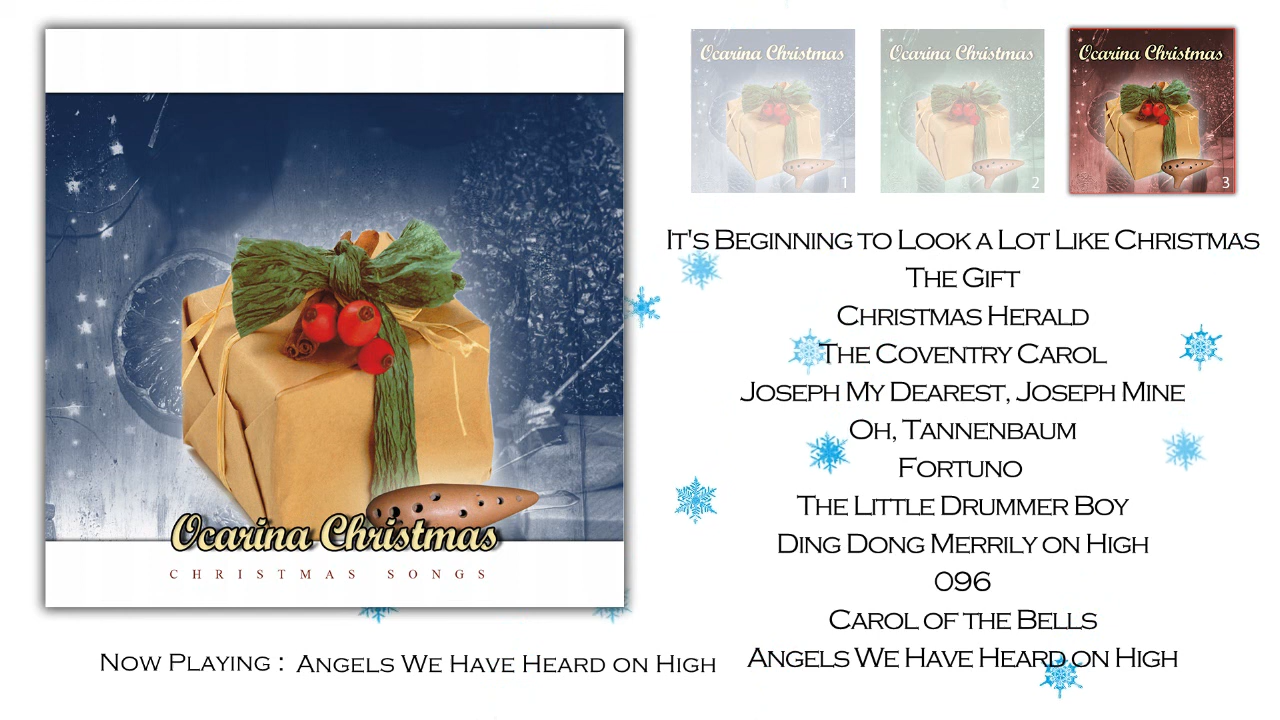 Ocarina Christmas
CHRISTMAS SONGS
Now Playing : Angels We Have Heard on High
Ocarina Christmas
1
Ocarina Christmas
2
Ocarina Christmas
3
It's Beginning to Look a Lot Like Christmas
The Gift
Christmas Herald
The Coventry Carol
Joseph My Dearest, Joseph Mine
Oh, Tannenbaum
Fortuno
The Little Drummer Boy
Ding Dong Merrily on High
096
Carol of the Bells
Angels We Have Heard on High